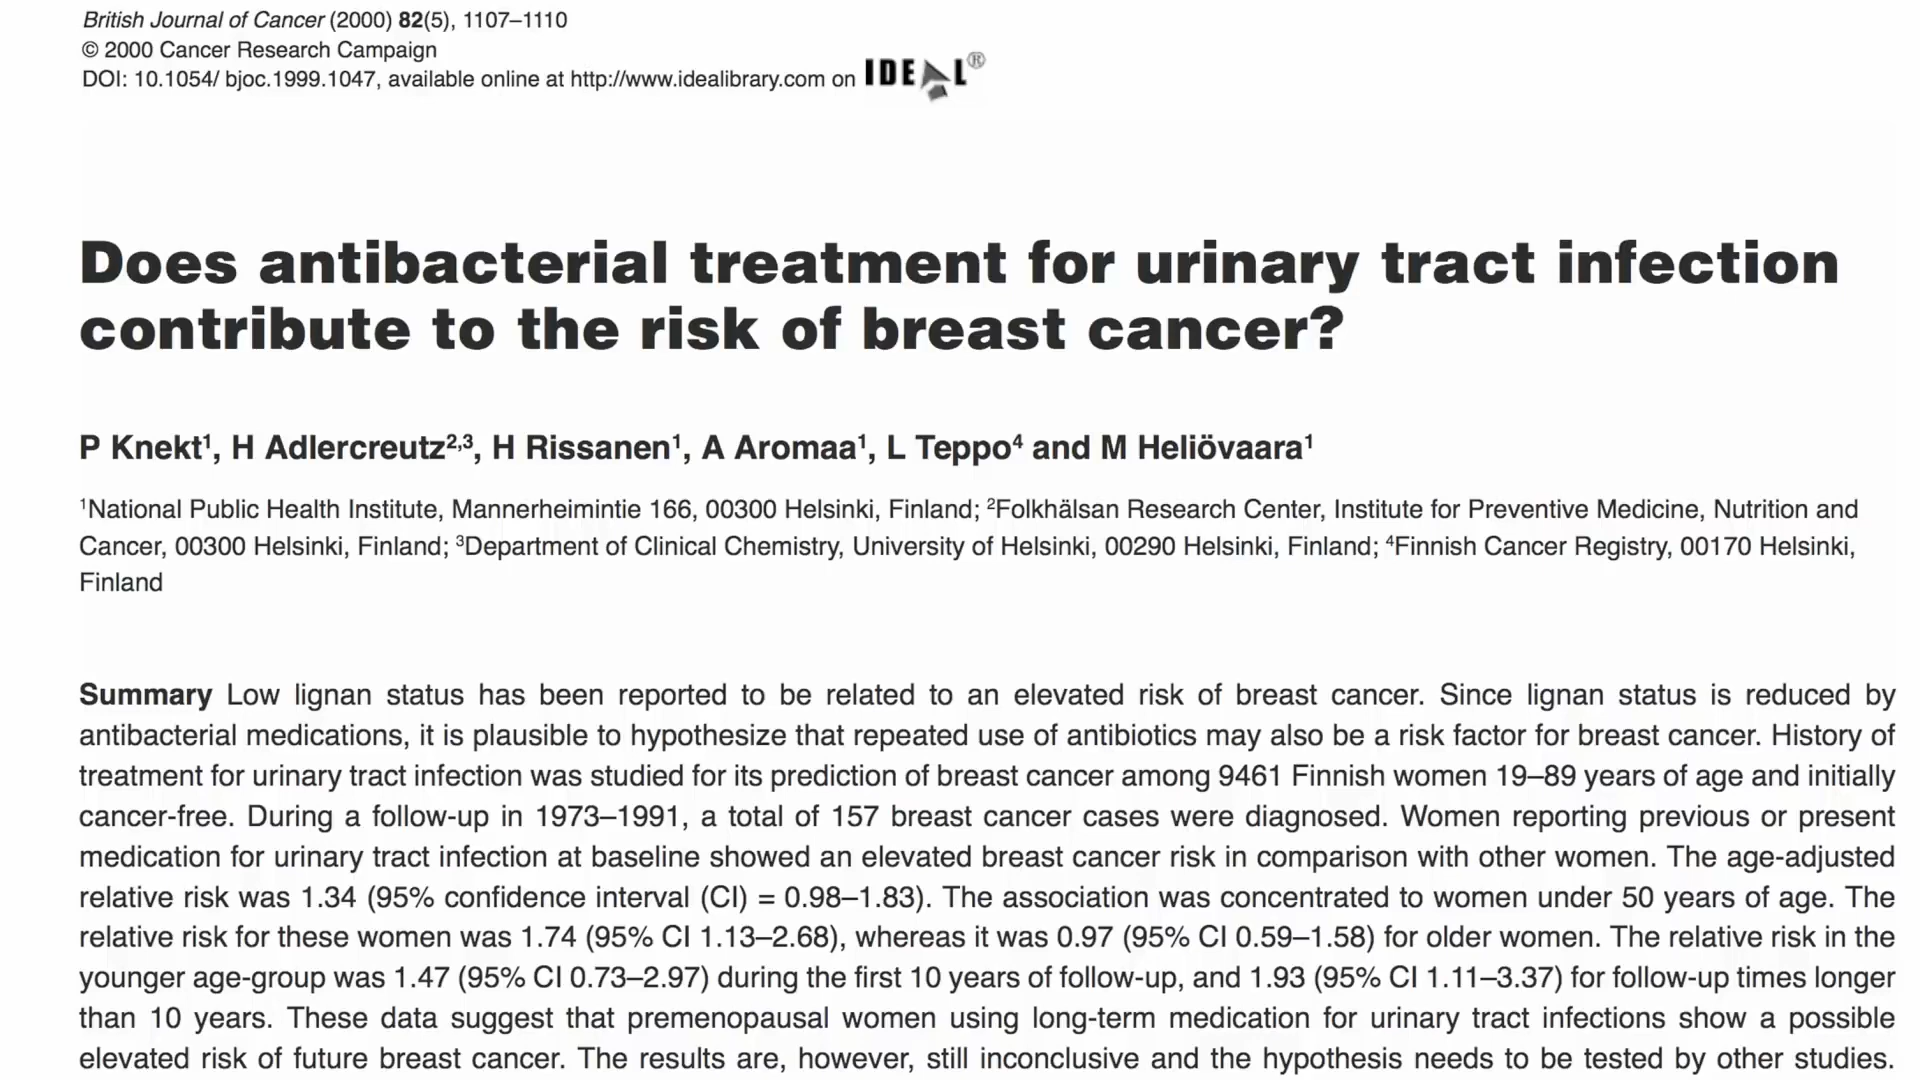 British Journal of Cancer (2000) 82(5), 1107–1110
© 2000 Cancer Research Campaign
DOI: 10.1054/ bjoc.1999.1047, available online at http://www.idealibrary.com on IDEAL®
Does antibacterial treatment for urinary tract infection
contribute to the risk of breast cancer?
P Knekt¹, H Adlercreutz²,³, H Rissanen¹, A Aromaa¹, L Teppo⁴ and M Heliövaara¹
¹National Public Health Institute, Mannerheimintie 166, 00300 Helsinki, Finland; ²Folkhälsan Research Center, Institute for Preventive Medicine, Nutrition and
Cancer, 00300 Helsinki, Finland; ³Department of Clinical Chemistry, University of Helsinki, 00290 Helsinki, Finland; ⁴Finnish Cancer Registry, 00170 Helsinki,
Finland
Summary Low lignan status has been reported to be related to an elevated risk of breast cancer. Since lignan status is reduced by
antibacterial medications, it is plausible to hypothesize that repeated use of antibiotics may also be a risk factor for breast cancer. History of
treatment for urinary tract infection was studied for its prediction of breast cancer among 9461 Finnish women 19–89 years of age and initially
cancer-free. During a follow-up in 1973–1991, a total of 157 breast cancer cases were diagnosed. Women reporting previous or present
medication for urinary tract infection at baseline showed an elevated breast cancer risk in comparison with other women. The age-adjusted
relative risk was 1.34 (95% confidence interval (CI) = 0.98–1.83). The association was concentrated to women under 50 years of age. The
relative risk for these women was 1.74 (95% CI 1.13–2.68), whereas it was 0.97 (95% CI 0.59–1.58) for older women. The relative risk in the
younger age-group was 1.47 (95% CI 0.73–2.97) during the first 10 years of follow-up, and 1.93 (95% CI 1.11–3.37) for follow-up times longer
than 10 years. These data suggest that premenopausal women using long-term medication for urinary tract infections show a possible
elevated risk of future breast cancer. The results are, however, still inconclusive and the hypothesis needs to be tested by other studies.